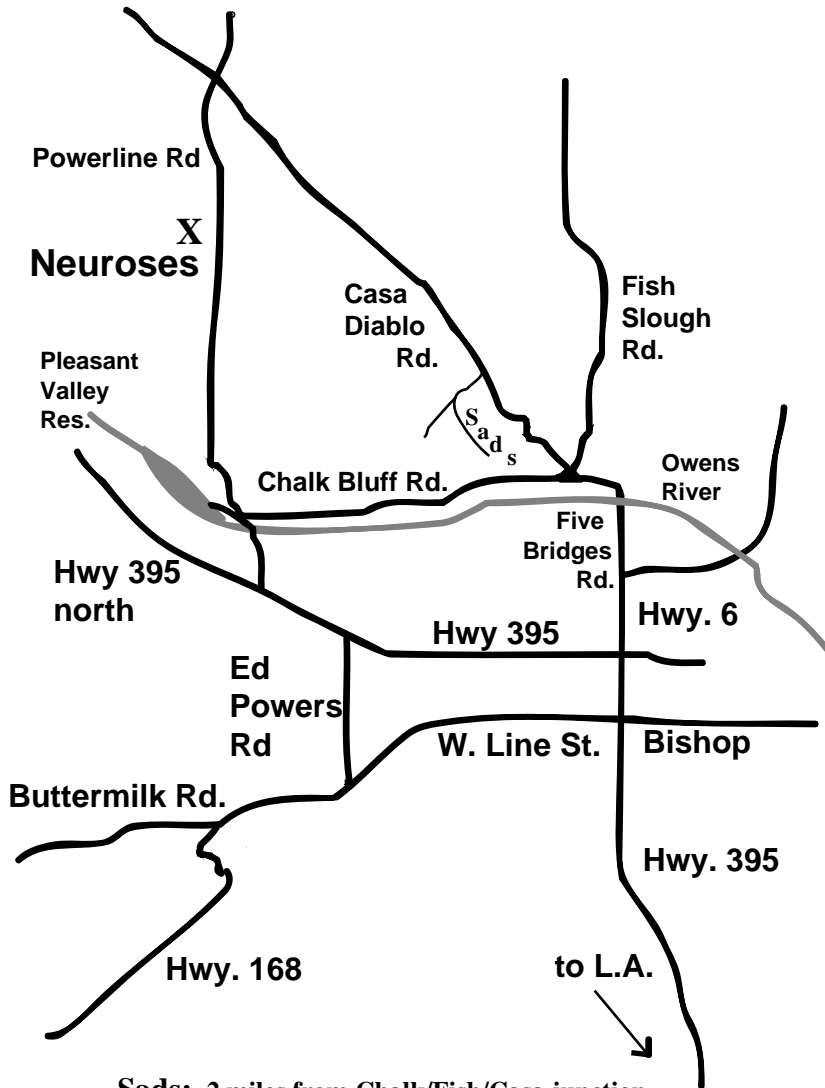 Powerline Rd
X
Neuroses
Casa
Diablo
Rd.
Fish
Slough
Rd.
Pleasant
Valley
Res.
Sads
Chalk Bluff Rd.
Owens
River
Five
Bridges
Rd.
Hwy 395
north
Hwy. 6
Hwy 395
Ed
Powers
Rd
W. Line St.
Bishop
Buttermilk Rd.
Hwy. 395
Hwy. 168
to L.A.
Sads: 2 miles from Chalk/Fish/Casa junction